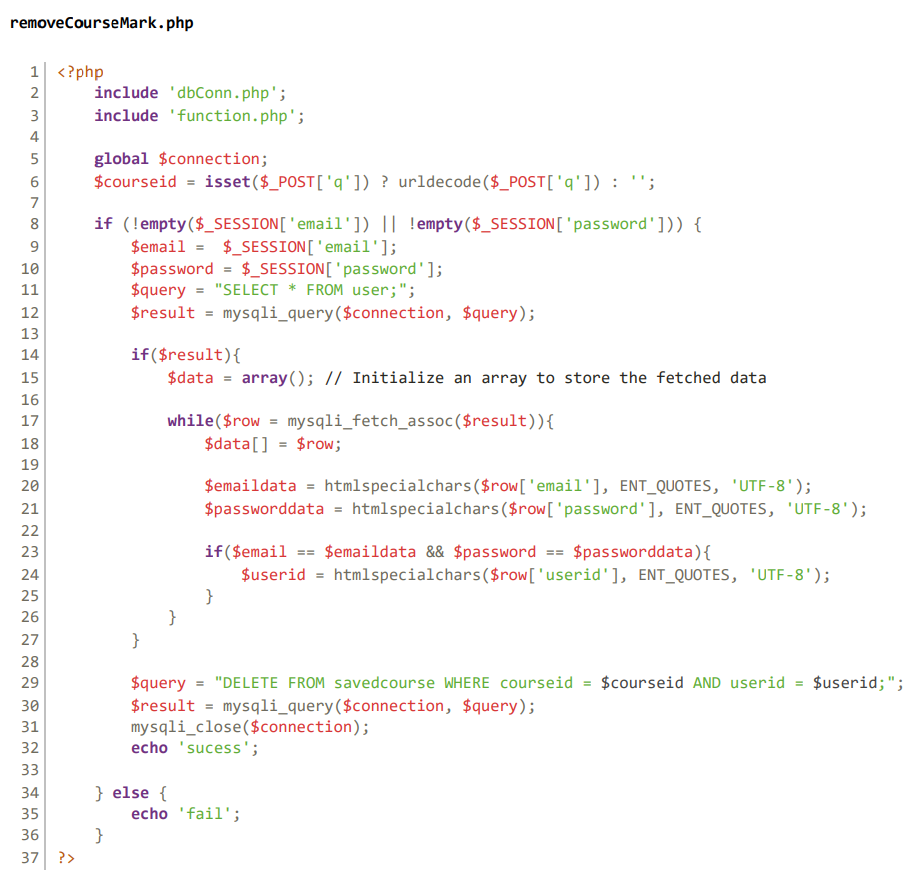 removeCourseMark.php
1 <?php
2     include 'dbConn.php';
3     include 'function.php';
4
5     global $connection;
6     $courseid = isset($_POST['q']) ? urldecode($_POST['q']) : '';
7
8     if (!empty($_SESSION['email']) || !empty($_SESSION['password'])) {
9         $email =  $_SESSION['email'];
10         $password = $_SESSION['password'];
11         $query = "SELECT * FROM user;";
12         $result = mysqli_query($connection, $query);
13
14         if($result){
15             $data = array(); // Initialize an array to store the fetched data
16
17             while($row = mysqli_fetch_assoc($result)){
18                 $data[] = $row;
19
20                 $emaildata = htmlspecialchars($row['email'], ENT_QUOTES, 'UTF-8');
21                 $passworddata = htmlspecialchars($row['password'], ENT_QUOTES, 'UTF-8');
22
23                 if($email == $emaildata && $password == $passworddata){
24                     $userid = htmlspecialchars($row['userid'], ENT_QUOTES, 'UTF-8');
25                 }
26             }
27         }
28
29         $query = "DELETE FROM savedcourse WHERE courseid = $courseid AND userid = $userid;";
30         $result = mysqli_query($connection, $query);
31         mysqli_close($connection);
32         echo 'sucess';
33
34     } else {
35         echo 'fail';
36     }
37 ?>